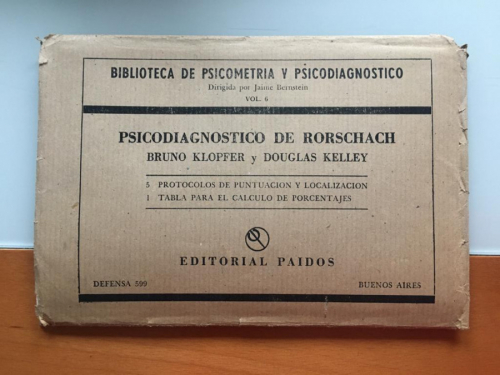 BIBLIOTECA DE PSICOMETRIA Y PSICODIAGNOSTICO
Dirigida por Jaime Bernstein
VOL. 6
PSICODIAGNOSTICO DE RORSCHACH
BRUNO KLOPFER y DOUGLAS KELLEY
5 PROTOCOLOS DE PUNTUACION Y LOCALIZACION
1 TABLA PARA EL CALCULO DE PORCENTAJES
EDITORIAL PAIDOS
DEFENSA 599 BUENOS AIRES